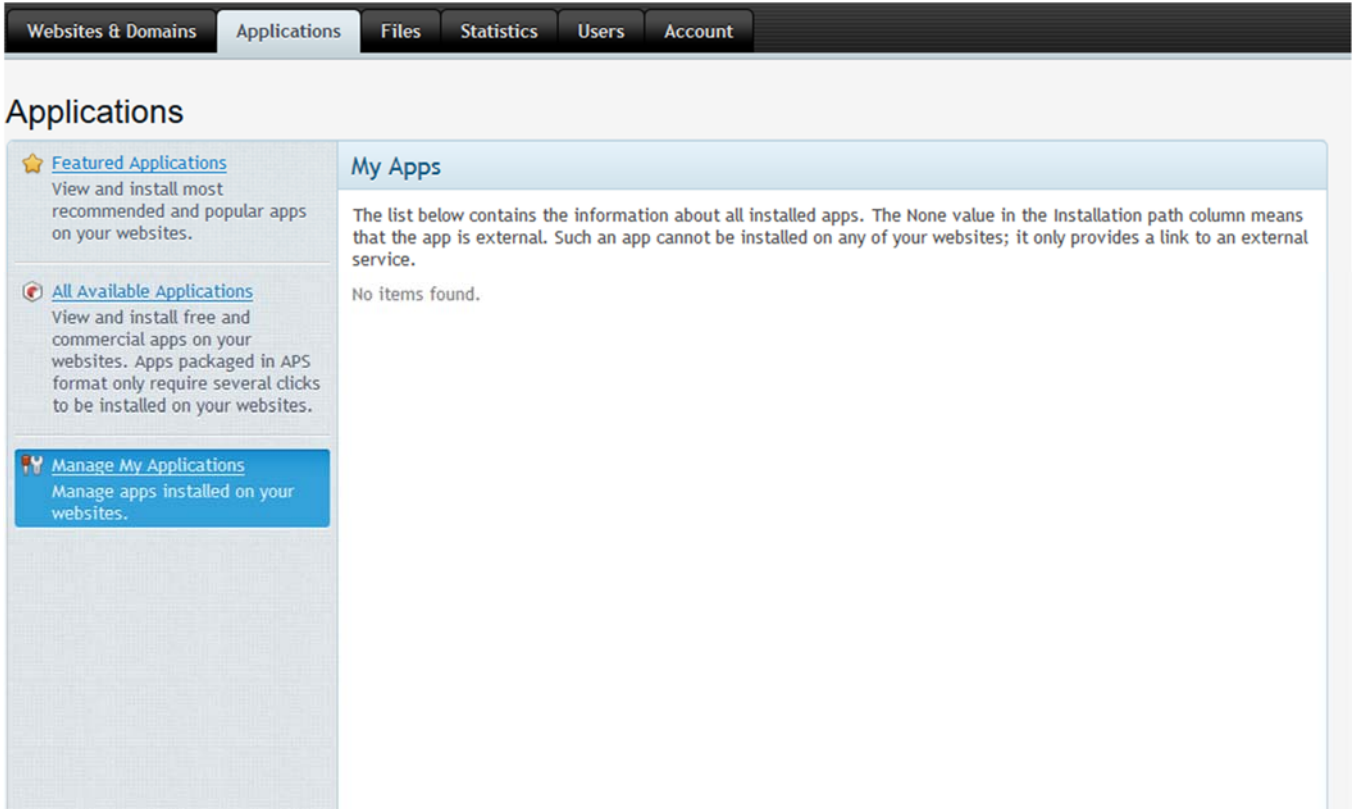 Websites & Domains
Applications
Files
Statistics
Users
Account
Applications
Featured Applications
View and install most
recommended and popular apps
on your websites.
All Available Applications
View and install free and
commercial apps on your
websites. Apps packaged in APS
format only require several clicks
to be installed on your websites.
Manage My Applications
Manage apps installed on your
websites.
My Apps
The list below contains the information about all installed apps. The None value in the Installation path column means
that the app is external. Such an app cannot be installed on any of your websites; it only provides a link to an external
service.
No items found.